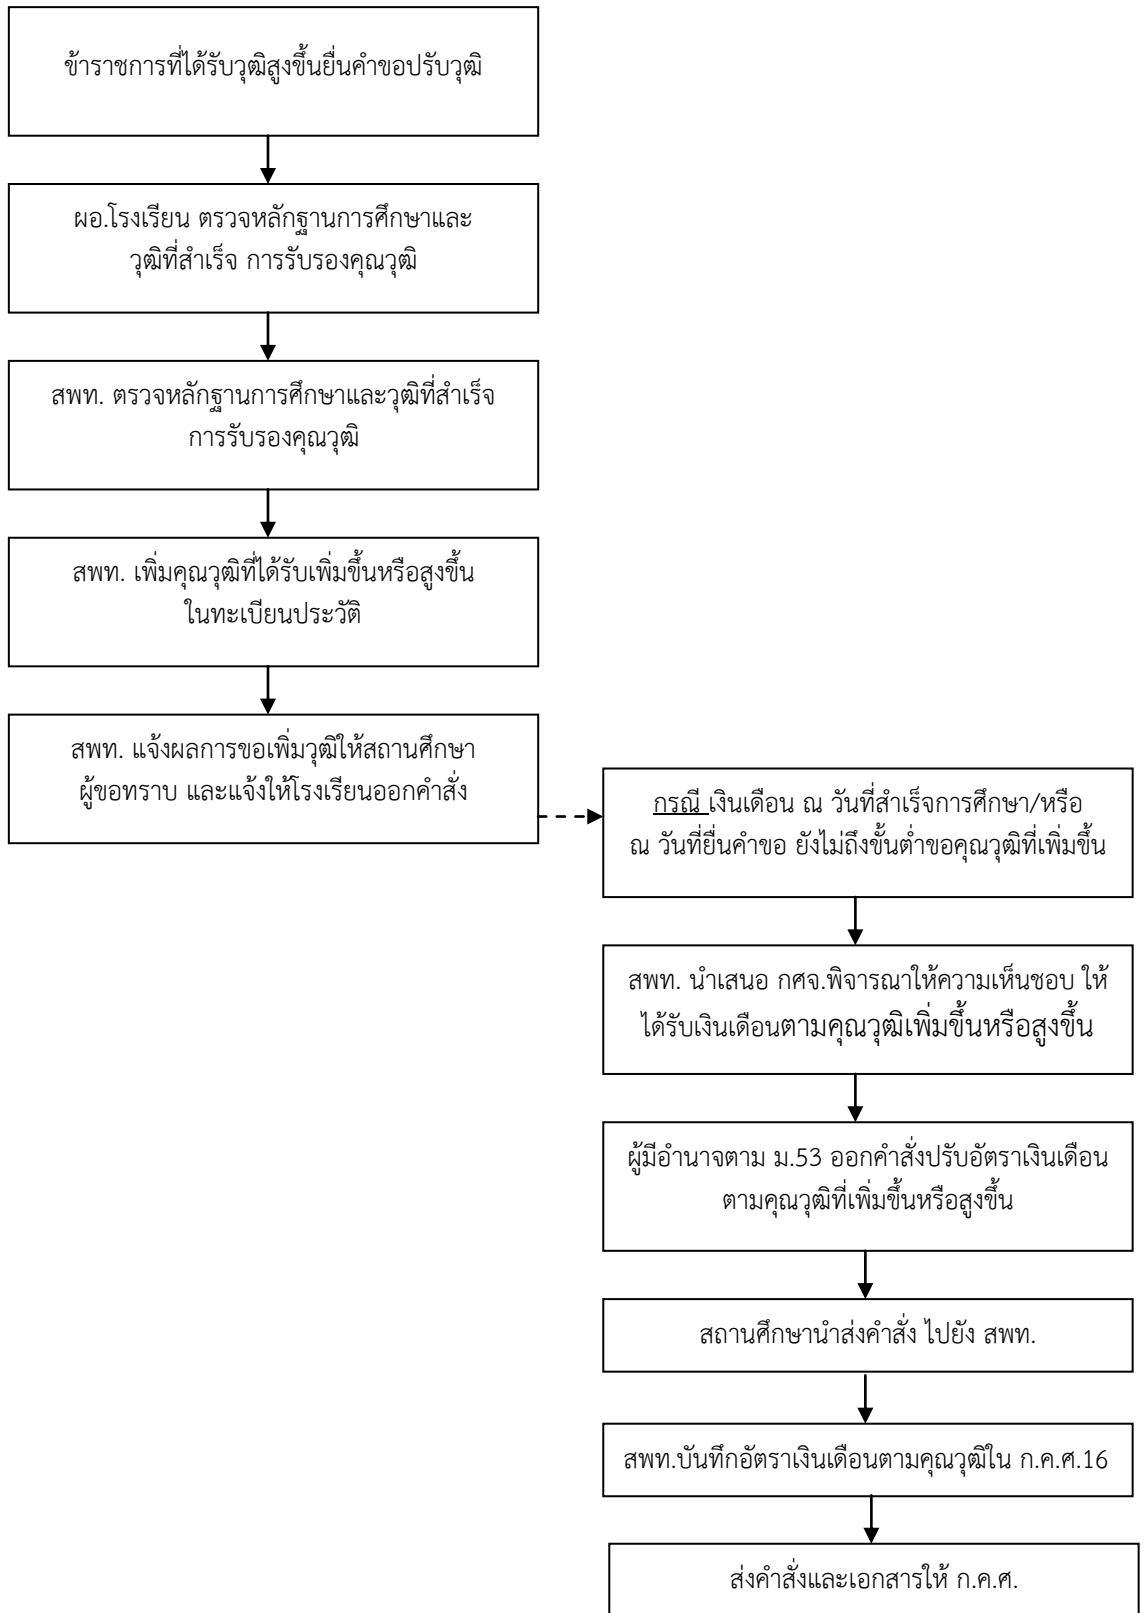 ข้าราชการที่ได้รับวุฒิสูงขึ้นยื่นคำขอปรับวุฒิ
ผอ.โรงเรียน ตรวจหลักฐานการศึกษาและ
วุฒิที่สำเร็จ การรับรองคุณวุฒิ
สพท. ตรวจหลักฐานการศึกษาและวุฒิที่สำเร็จ
การรับรองคุณวุฒิ
สพท. เพิ่มคุณวุฒิที่ได้รับเพิ่มขึ้นหรือสูงขึ้น
ในทะเบียนประวัติ
สพท. แจ้งผลการขอเพิ่มวุฒิให้สถานศึกษา
ผู้ขอทราบ และแจ้งให้โรงเรียนออกคำสั่ง
กรณี เงินเดือน ณ วันที่สำเร็จการศึกษา/หรือ
ณ วันที่ยื่นคำขอ ยังไม่ถึงขั้นต่ำขอคุณวุฒิที่เพิ่มขึ้น
สพท. นำเสนอ กศจ.พิจารณาให้ความเห็นชอบ ให้
ได้รับเงินเดือนตามคุณวุฒิเพิ่มขึ้นหรือสูงขึ้น
ผู้มีอำนาจตาม ม.53 ออกคำสั่งปรับอัตราเงินเดือน
ตามคุณวุฒิที่เพิ่มขึ้นหรือสูงขึ้น
สถานศึกษานำส่งคำสั่ง ไปยัง สพท.
สพท.บันทึกอัตราเงินเดือนตามคุณวุฒิใน ก.ค.ศ.16
ส่งคำสั่งและเอกสารให้ ก.ค.ศ.